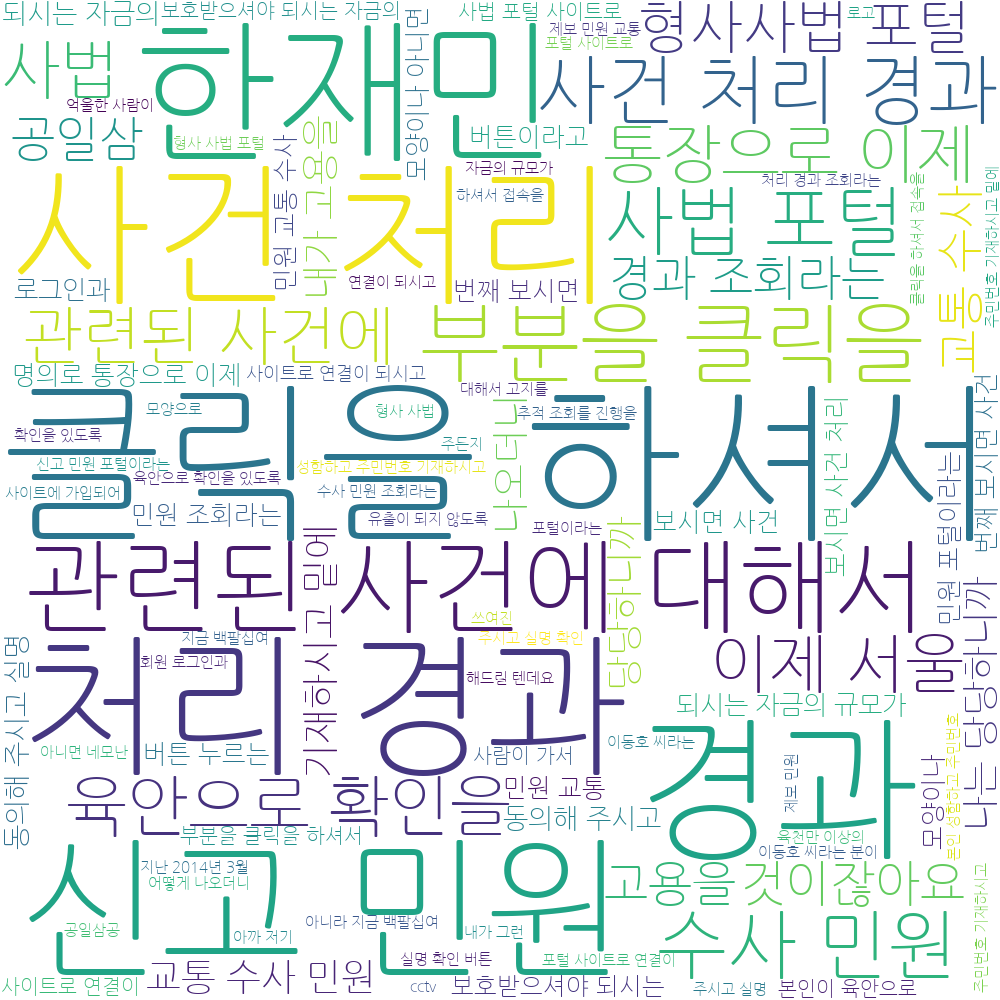 되시는 자금의보호받으셔야 되시는 자금의
사법 포털 사이트로
제보 민원 교통
형사사법 포털
로고
사법
한재민
포털 사이트로
모양이나 아니면
사건 처리 경과
억울한 사람이
공일삼
형사 사법 포털
민원 교통 수사
내가 고용을
버튼이라고
통장으로 이제
자금의 규모가
하셔서 접속을
처리 경과 조회라는
클릭을 하셔서 접속을
교통 수사
주민번호 기재하시고 밑에
사건 처리
사법 포털
로그인과
연결이 되시고
번째 보시면
경과 조회라는
관련된 사건에
부분을 클릭을
명의로 통장으로 이제
사이트로 연결이 되시고
대해서 고지를
모양으로
형사 사법
추적 조회를 진행을
클릭을 하셔서
확인을 있도록
주든지
나오더니
보시면 사건 처리
번째 보시면 사건
신고 민원 포털이라는
성함하고 주민번호 기재하시고
육안으로 확인을 있도록
사이트에 가입되어
수사 민원 조회라는
민원 조회라는
유출이 되지 않도록
포털이라는
보시면 사건
민원 포털이라는
관련된 사건에 대해서
기재하시고 밑에
당당하니까
쓰여진
지금 백팔십여
주시고 실명 확인
회원 로그인과
해드릴 텐데요
처리 경과
이제 서울
나는 당당하니까
동의해 주시고 실명
되시는 자금의 규모가
아니면 네모난
버튼 누르는
사람이 가서
이동호 씨라는
경과
제보 민원
모양이나
본인 성함하고 주민번호
육안으로 확인을
민원 교통
동의해 주시고
부분을 클릭을 하셔서
육천만 이상의
이동호 씨라는 분이
신고 민원
지난 2014년 3월
어떻게 나오더니
고용을
것이잖아요
공일삼공
아니라 지금 백팔십여
아까 저기
내가 그런
수사 민원
주민번호 기재하시고
실명 확인 버튼
포털 사이트로 연결이
사이트로 연결이
교통 수사 민원
cctv
보호받으셔야 되시는
주시고 실명
본인이 육안으로